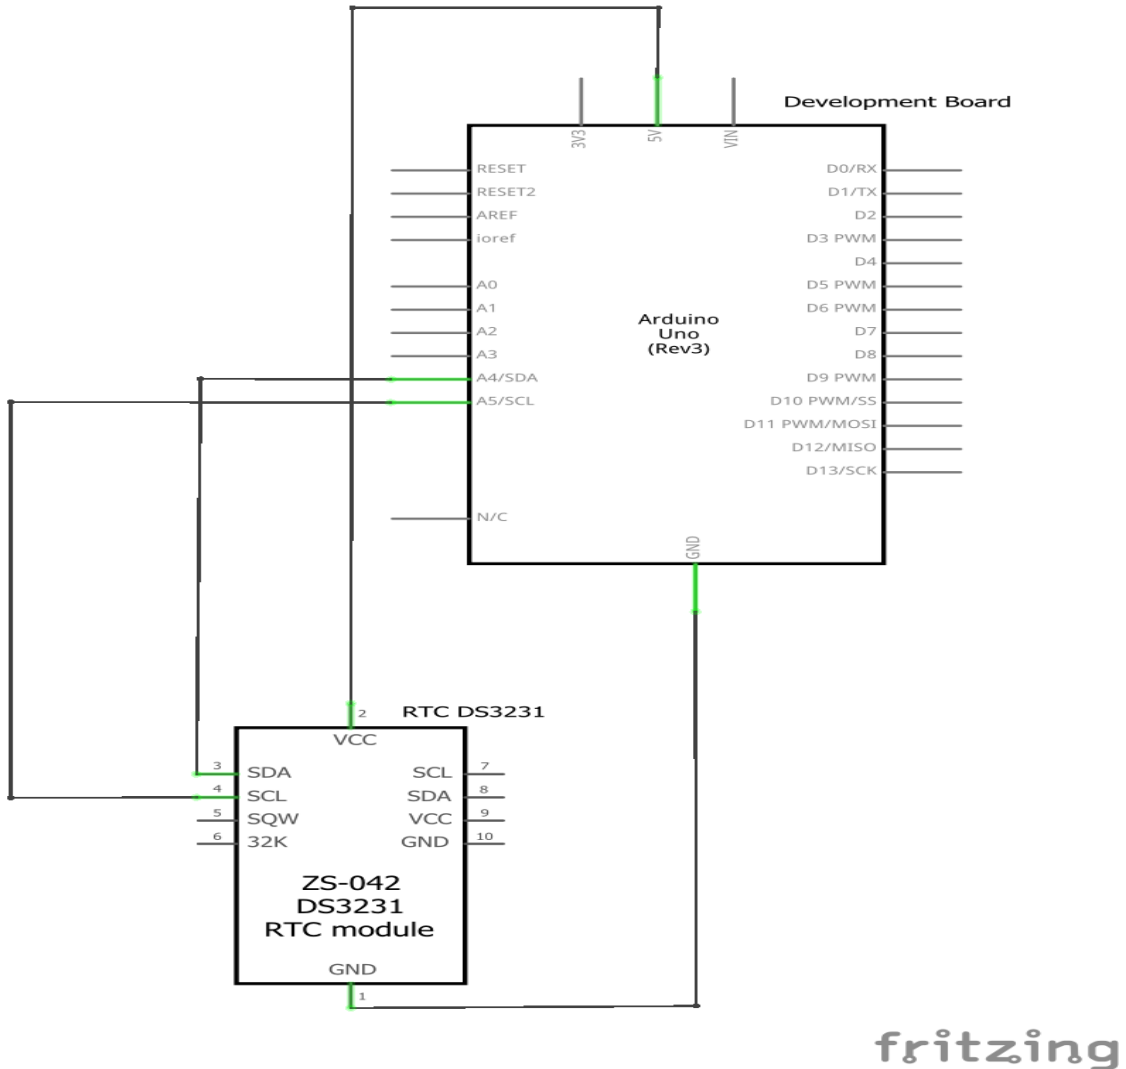 Development Board
3V3
5V
VIN
RESET
RESET2
AREF
ioref
A0
A1
A2
A3
A4/SDA
A5/SCL
N/C
Arduino
Uno
(Rev3)
D0/RX
D1/TX
D2
D3 PWM
D4
D5 PWM
D6 PWM
D7
D8
D9 PWM
D10 PWM/SS
D11 PWM/MOSI
D12/MISO
D13/SCK
GND
RTC DS3231
2
VCC
3 SDA
4 SCL
5 SQW
6 32K
SCL 7
SDA 8
VCC 9
GND 10
ZS-042
DS3231
RTC module
GND
1
fritzing